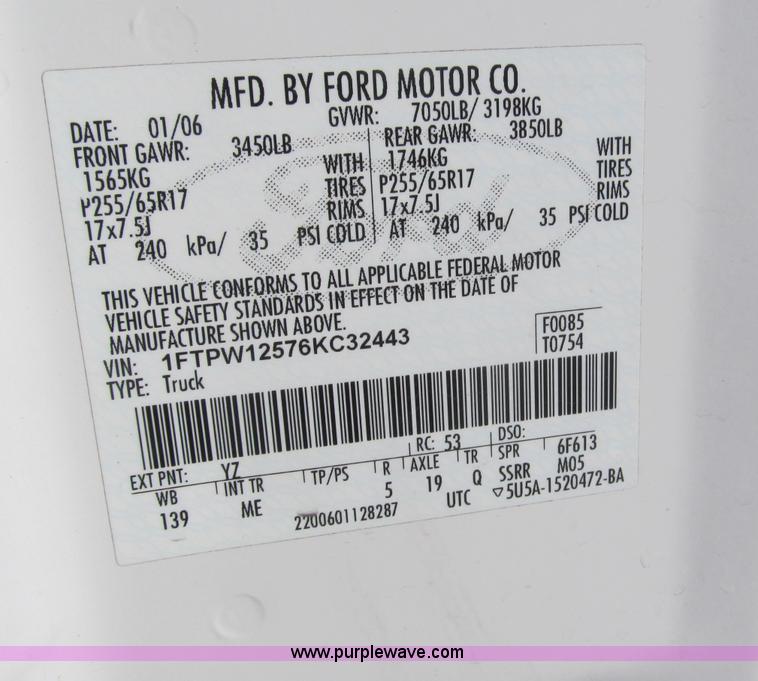 MFD. BY FORD MOTOR CO.
DATE: 01/06 GVWR: 7050LB/ 3198KG
FRONT GAWR: 3450LB REAR GAWR: 3850LB
1565KG WITH 1746KG WITH
P255/65R17 TIRES P255/65R17 TIRES
17x7.5J RIMS 17x7.5J RIMS
AT 240 kPa/ 35 PSI COLD AT 240 kPa/ 35 PSI COLD
Ford
THIS VEHICLE CONFORMS TO ALL APPLICABLE FEDERAL MOTOR
VEHICLE SAFETY STANDARDS IN EFFECT ON THE DATE OF
MANUFACTURE SHOWN ABOVE.
VIN: 1FTPW12576KC32443 F0085
TYPE: Truck T0754
EXT PNT: YZ RC: 53 DSO:
WB INT TR TP/PS R AXLE TR SPR 6F613
139 ME 5 19 Q SSRR M05
2200601128287 UTC ▽5U5A-1520472-BA
www.purplewave.com